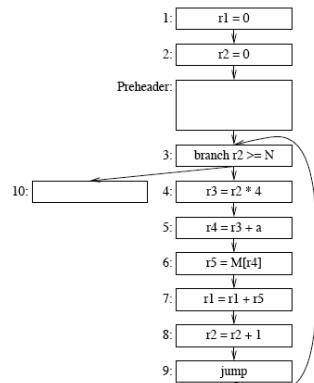 1: r1 = 0
2: r2 = 0
Preheader:
3: branch r2 >= N
10:
4: r3 = r2 * 4
5: r4 = r3 + a
6: r5 = M[r4]
7: r1 = r1 + r5
8: r2 = r2 + 1
9: jump